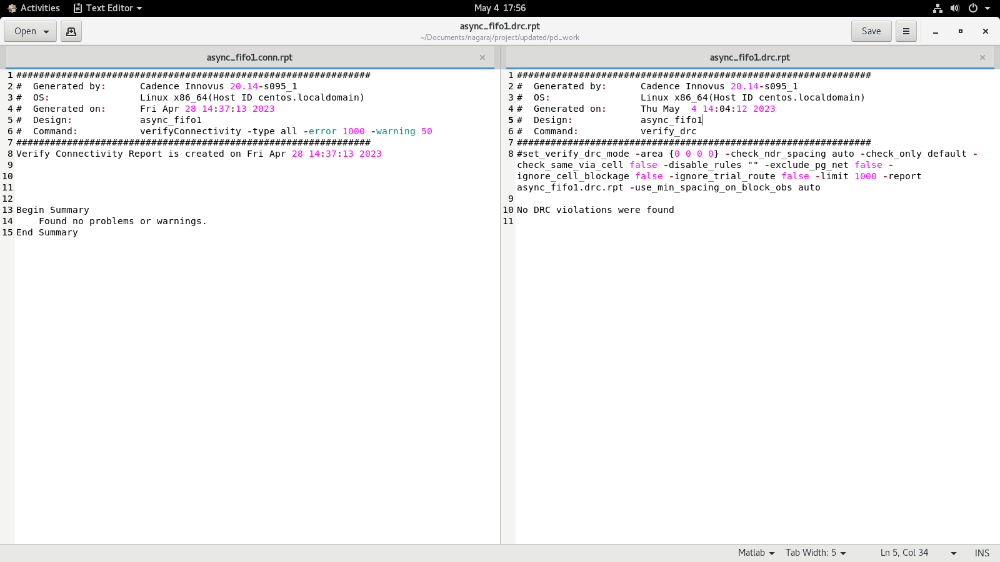 Activities Text Editor May 4 17:56
Open async_fifo1.drc.rpt Save
~/Documents/nagaraj/project/updated/pd_work
async_fifo1.conn.rpt
1 ###############################################################
2 #  Generated by:      Cadence Innovus 20.14-s095_1
3 #  OS:                Linux x86_64(Host ID centos.localdomain)
4 #  Generated on:      Fri Apr 28 14:37:13 2023
5 #  Design:            async_fifo1
6 #  Command:           verifyConnectivity -type all -error 1000 -warning 50
7 ###############################################################
8 Verify Connectivity Report is created on Fri Apr 28 14:37:13 2023
9
10
11
12
13 Begin Summary
14     Found no problems or warnings.
15 End Summary
async_fifo1.drc.rpt
1 ###############################################################
2 #  Generated by:      Cadence Innovus 20.14-s095_1
3 #  OS:                Linux x86_64(Host ID centos.localdomain)
4 #  Generated on:      Thu May  4 14:04:12 2023
5 #  Design:            async_fifo1
6 #  Command:           verify_drc
7 ###############################################################
8 #set_verify_drc_mode -area {0 0 0 0} -check_ndr_spacing auto -check_only default -
check_same_via_cell false -disable_rules "" -exclude_pg_net false -
ignore_cell_blockage false -ignore_trial_route false -limit 1000 -report
async_fifo1.drc.rpt -use_min_spacing_on_block_obs auto
9
10 No DRC violations were found
11
Matlab Tab Width: 5 Ln 5, Col 34 INS